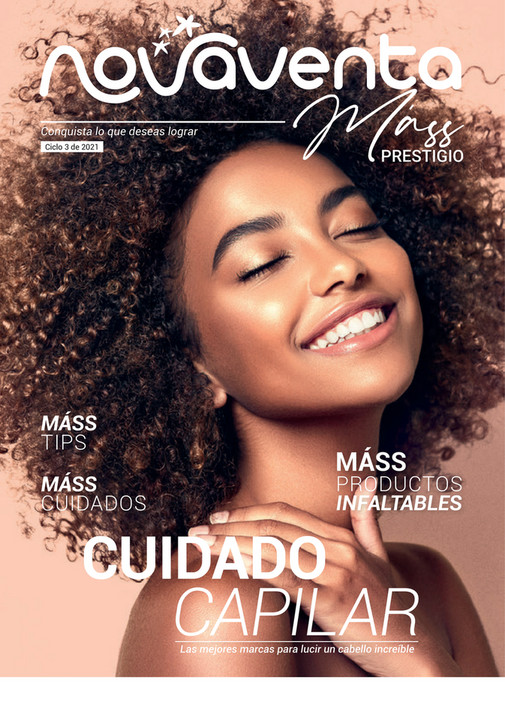 novaventa
Máss
PRESTIGIO
Conquista lo que deseas lograr
Ciclo 3 de 2021
MÁSS
TIPS
MÁSS
CUIDADOS
MÁSS
PRODUCTOS
INFALTABLES
CUIDADO
CAPILAR
Las mejores marcas para lucir un cabello increíble